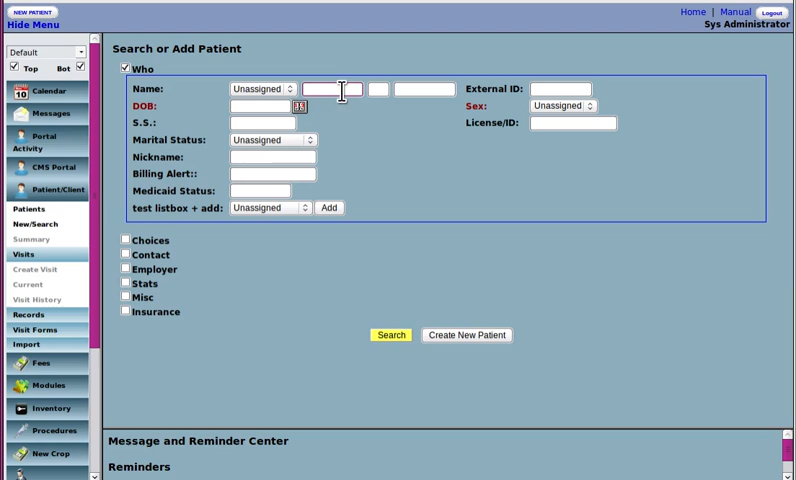 NEW PATIENT
Hide Menu
Home | Manual Logout
Sys Administrator
Default
Top Bot
Calendar
Messages
Portal
Activity
CMS Portal
Patient/Client
Patients
New/Search
Summary
Visits
Create Visit
Current
Visit History
Records
Visit Forms
Import
Fees
Modules
Inventory
Procedures
New Crop
Search or Add Patient
Who
Name: Unassigned External ID:
DOB: Sex: Unassigned
S.S.: License/ID:
Marital Status: Unassigned
Nickname:
Billing Alert::
Medicaid Status:
test listbox + add: Unassigned Add
Choices
Contact
Employer
Stats
Misc
Insurance
Search Create New Patient
Message and Reminder Center
Reminders